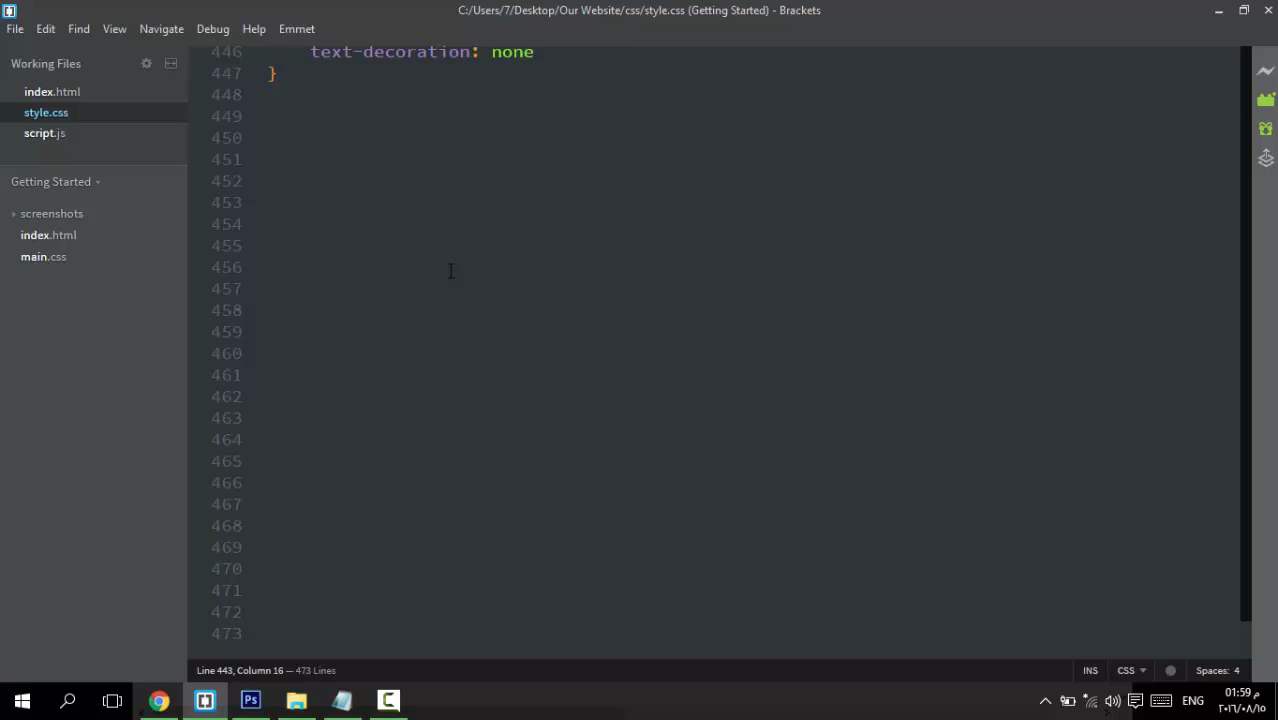 C:/Users/7/Desktop/Our Website/css/style.css (Getting Started) - Brackets
File Edit View Navigate Debug Help Emmet
Working Files
index.html
style.css
script.js
Getting Started
screenshots
index.html
main.css
446 text-decoration: none
447 }
448
449
450
451
452
453
454
455
456
457
458
459
460
461
462
463
464
465
466
467
468
469
470
471
472
473
Line 443, Column 16 — 473 Lines
INS CSS Spaces: 4
ENG
01:59 م
٢٠١٦/٠٨/١٥